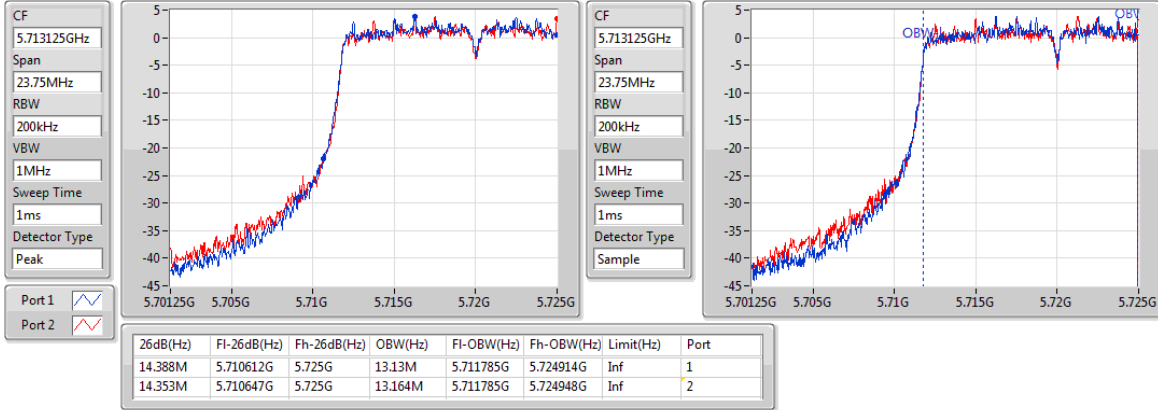 CF
5.713125GHz
Span
23.75MHz
RBW
200kHz
VBW
1MHz
Sweep Time
1ms
Detector Type
Peak
Port 1
Port 2
5
0
-5
-10
-15
-20
-25
-30
-35
-40
-45
5.70125G 5.705G 5.71G 5.715G 5.72G 5.725G
CF
5.713125GHz
Span
23.75MHz
RBW
200kHz
VBW
1MHz
Sweep Time
1ms
Detector Type
Sample
5
0
-5
-10
-15
-20
-25
-30
-35
-40
-45
OBW
OBW
5.70125G 5.705G 5.71G 5.715G 5.72G 5.725G
26dB(Hz) Fl-26dB(Hz) Fh-26dB(Hz) OBW(Hz) Fl-OBW(Hz) Fh-OBW(Hz) Limit(Hz) Port
14.388M 5.710612G 5.725G 13.13M 5.711785G 5.724914G Inf 1
14.353M 5.710647G 5.725G 13.164M 5.711785G 5.724948G Inf 2